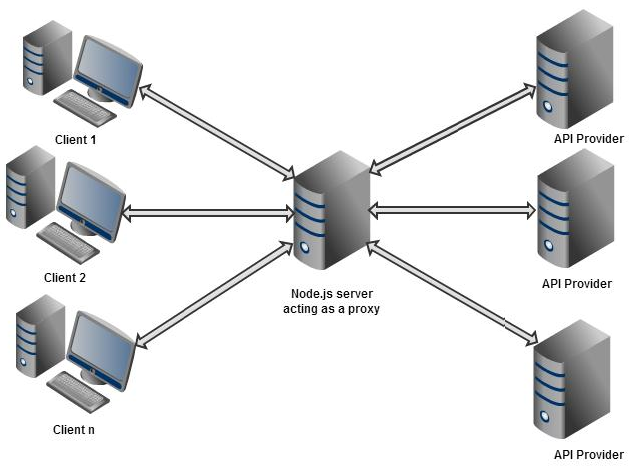 Client 1
API Provider
Client 2
Node.js server
acting as a proxy
API Provider
Client n
API Provider